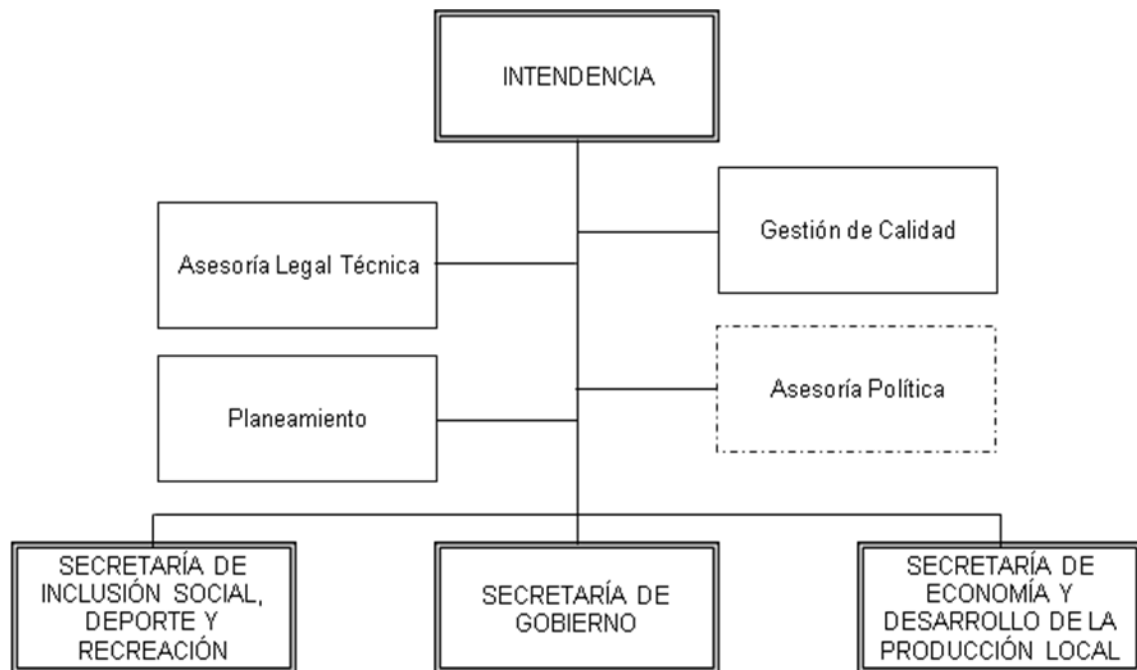 INTENDENCIA
Gestión de Calidad
Asesoría Legal Técnica
Asesoría Política
Planeamiento
SECRETARÍA DE
INCLUSIÓN SOCIAL,
DEPORTE Y
RECREACIÓN
SECRETARÍA DE
GOBIERNO
SECRETARÍA DE
ECONOMÍA Y
DESARROLLO DE LA
PRODUCCIÓN LOCAL